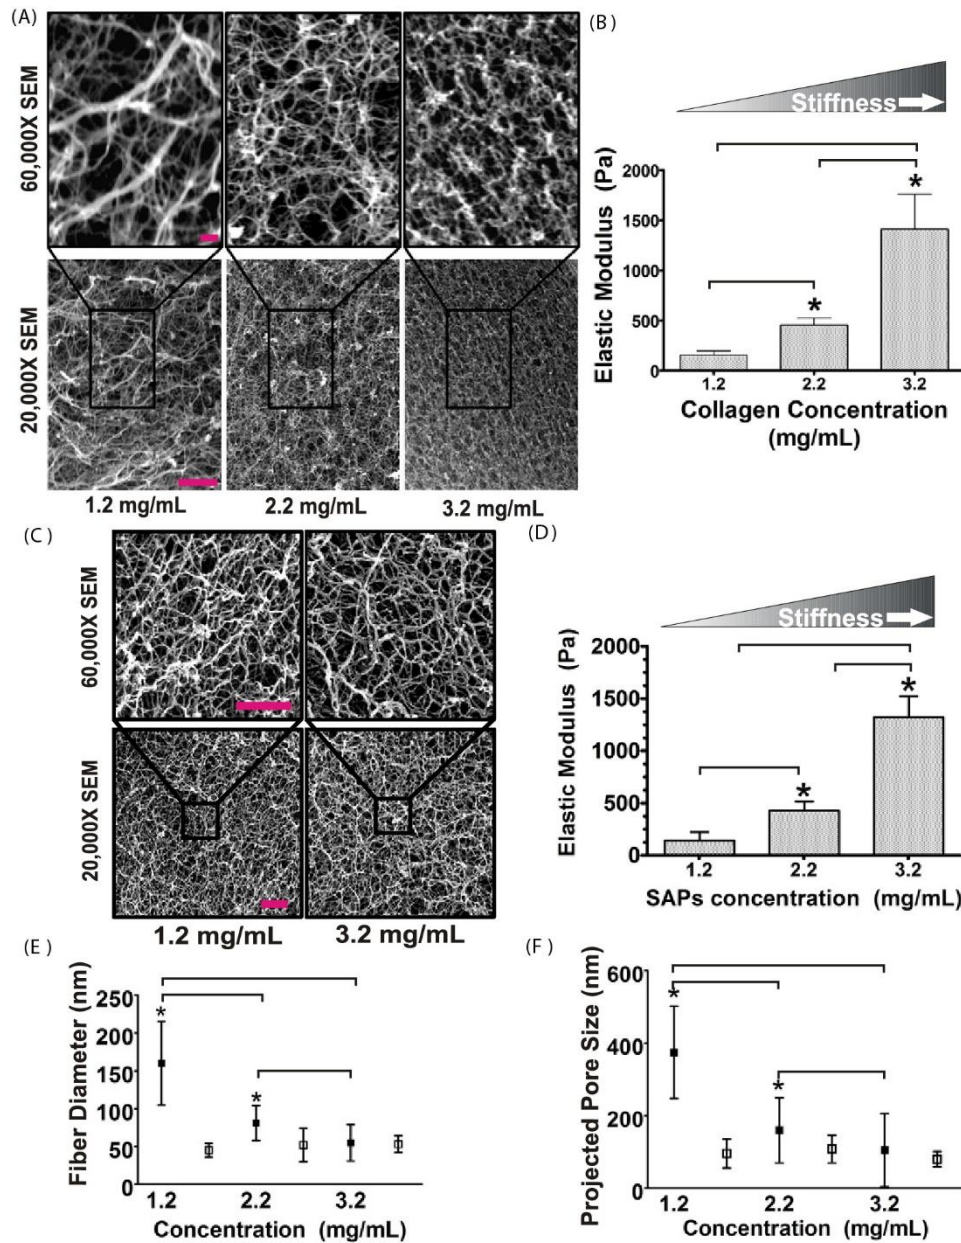 (A)
60,000X SEM
20,000X SEM
1.2 mg/mL
2.2 mg/mL
3.2 mg/mL
(B)
Stiffness
Elastic Modulus (Pa)
2000
1500
1000
500
0
*
*
1.2
2.2
3.2
Collagen Concentration
(mg/mL)
(C)
60,000X SEM
20,000X SEM
1.2 mg/mL
3.2 mg/mL
(D)
Stiffness
Elastic Modulus (Pa)
2000
1500
1000
500
0
*
*
1.2
2.2
3.2
SAPs concentration (mg/mL)
(E)
Fiber Diameter (nm)
250
200
150
100
50
0
*
*
1.2
2.2
3.2
Concentration (mg/mL)
(F)
Projected Pore Size (nm)
600
400
200
0
*
*
1.2
2.2
3.2
Concentration (mg/mL)